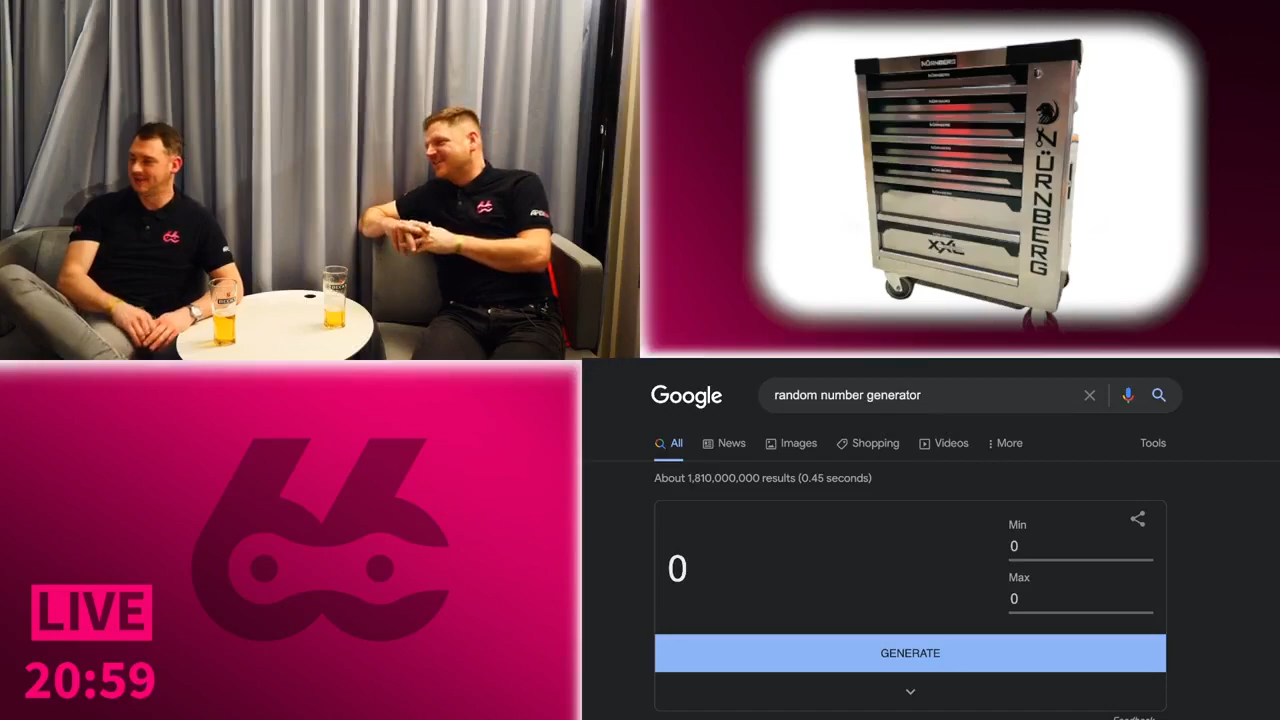 NÜRNBERG
NÜRNBERG
XXL
LIVE
20:59
Google
random number generator
All
News
Images
Shopping
Videos
More
Tools
About 1,810,000,000 results (0.45 seconds)
0
Min
0
Max
0
GENERATE